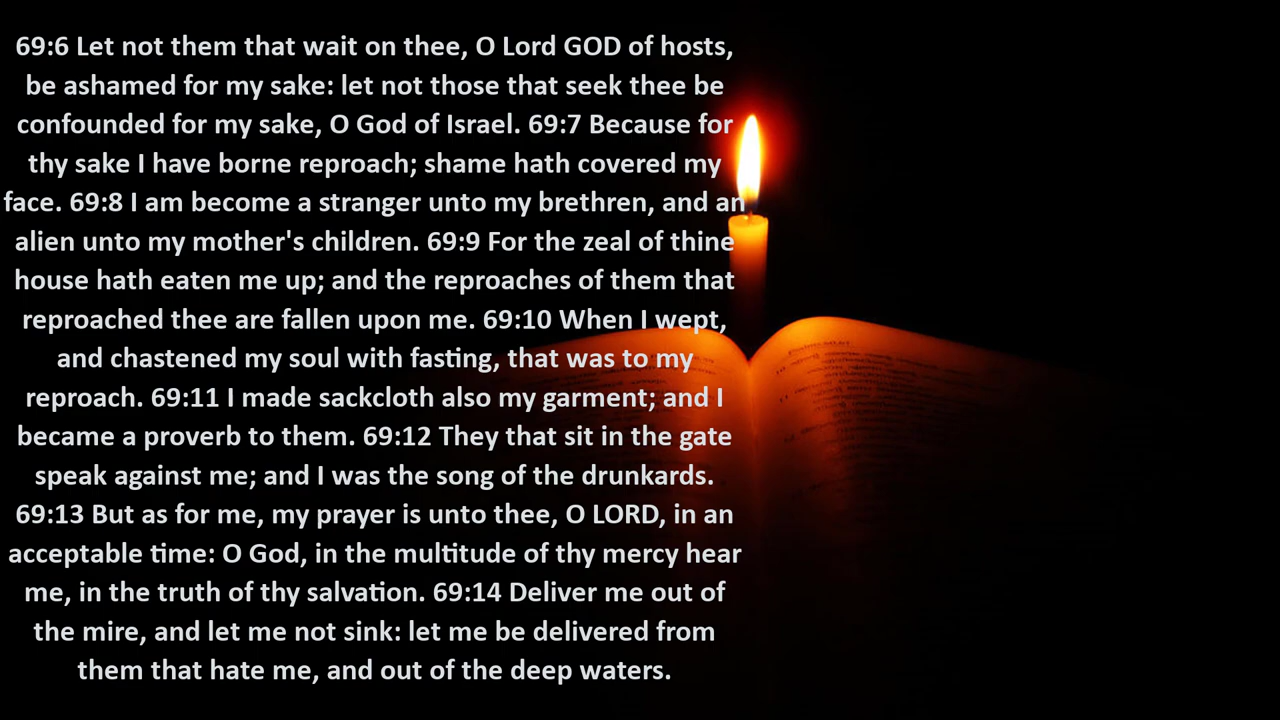 69:6 Let not them that wait on thee, O Lord GOD of hosts,
be ashamed for my sake: let not those that seek thee be
confounded for my sake, O God of Israel. 69:7 Because for
thy sake I have borne reproach; shame hath covered my
face. 69:8 I am become a stranger unto my brethren, and an
alien unto my mother's children. 69:9 For the zeal of thine
house hath eaten me up; and the reproaches of them that
reproached thee are fallen upon me. 69:10 When I wept,
and chastened my soul with fasting, that was to my
reproach. 69:11 I made sackcloth also my garment; and I
became a proverb to them. 69:12 They that sit in the gate
speak against me; and I was the song of the drunkards.
69:13 But as for me, my prayer is unto thee, O LORD, in an
acceptable time: O God, in the multitude of thy mercy hear
me, in the truth of thy salvation. 69:14 Deliver me out of
the mire, and let me not sink: let me be delivered from
them that hate me, and out of the deep waters.